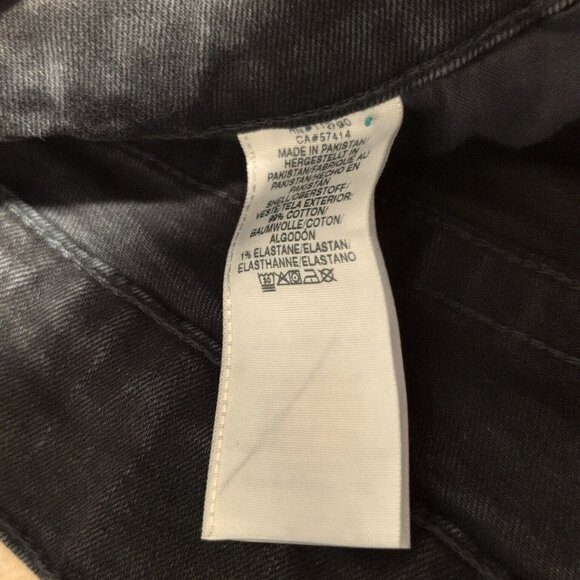 CA#57414
MADE IN PAKISTAN/
HERGESTELLT IN
PAKISTAN/FABRIQUE AU
PAKISTAN/HECHO EN
PAKISTAN
SHELL/OBERSTOFF/
VESTE/TELA EXTERIOR:
99% COTTON/
BAUMWOLLE/COTON/
ALGODÓN
1% ELASTANE/ELASTAN/
ELASTHANNE/ELASTANO